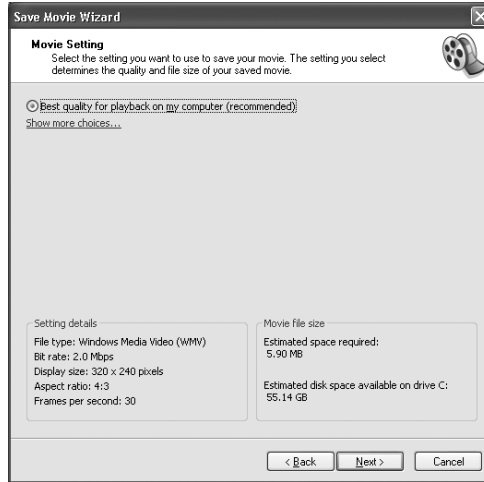 Save Movie Wizard
Movie Setting
Select the setting you want to use to save your movie. The setting you select
determines the quality and file size of your saved movie.
Best quality for playback on my computer (recommended)
Show more choices...
Setting details
File type: Windows Media Video (WMV)
Bit rate: 2.0 Mbps
Display size: 320 x 240 pixels
Aspect ratio: 4:3
Frames per second: 30
Movie file size
Estimated space required:
5.90 MB
Estimated disk space available on drive C:
55.14 GB
< Back Next > Cancel